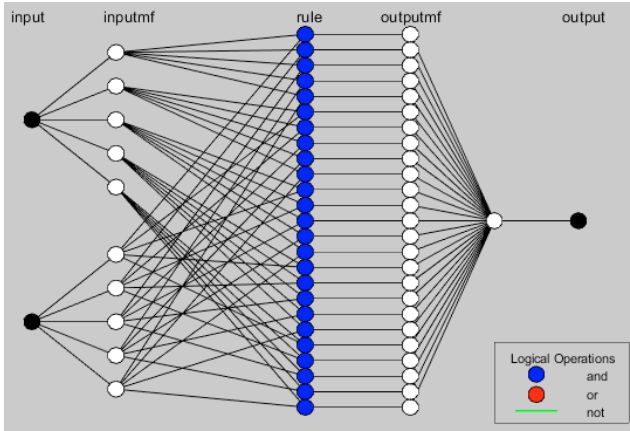 input inputmf rule outputmf output
Logical Operations
and
or
not